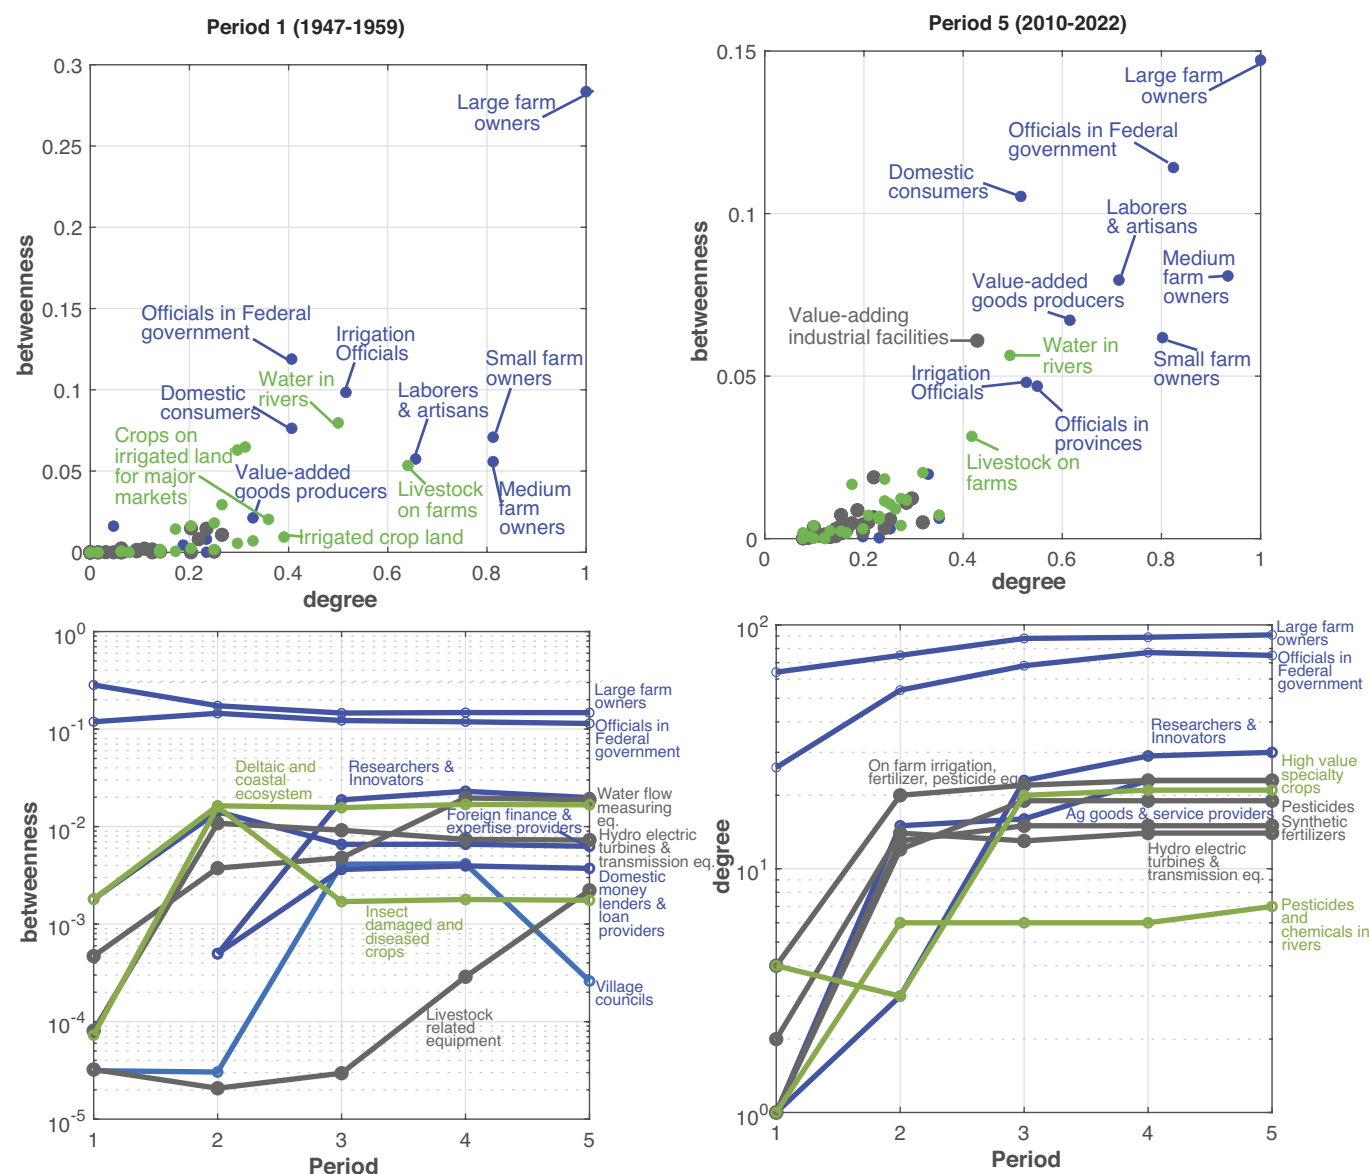 Period 1 (1947-1959)
0.3
0.25
0.2
0.15
0.1
0.05
0
betweenness
Large farm
owners
Officials in Federal
government
Irrigation
Officials
Small farm
owners
Water in
rivers
Domestic
consumers
Laborers
& artisans
Crops on
irrigated land
for major
markets
Value-added
goods producers
Livestock
on farms
Medium
farm
owners
Irrigated crop land
0
0.2
0.4
0.6
0.8
1
degree
Period 5 (2010-2022)
0.15
0.1
0.05
0
betweenness
Large farm
owners
Officials in Federal
government
Domestic
consumers
Laborers
& artisans
Medium
farm
owners
Value-added
goods producers
Value-adding
industrial facilities
Water in
rivers
Small farm
owners
Irrigation
Officials
Officials in
provinces
Livestock on
farms
0
0.2
0.4
0.6
0.8
1
degree
10^0
10^-1
10^-2
10^-3
10^-4
10^-5
betweenness
Large farm
owners
Officials in
Federal
government
Deltaic and
coastal
ecosystem
Researchers &
Innovators
Water flow
measuring
eq.
Foreign finance &
expertise providers
Hydro electric
turbines &
transmission eq.
Domestic
money
lenders &
loan
providers
Insect
damaged and
diseased
crops
Village
councils
Livestock
related
equipment
1
2
3
4
5
Period
10^2
10^1
10^0
degree
Large farm
owners
Officials in
Federal
government
Researchers &
Innovators
On farm irrigation,
fertilizer, pesticide eq.
High value
specialty
crops
Ag goods & service providers
Pesticides
Synthetic
fertilizers
Hydro electric
turbines &
transmission eq.
Pesticides
and
chemicals in
rivers
1
2
3
4
5
Period